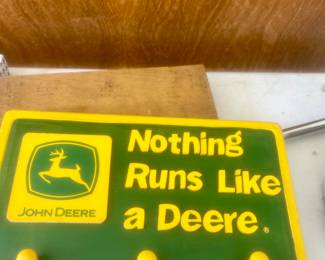 Nothing
Runs Like
a Deere®
JOHN DEERE